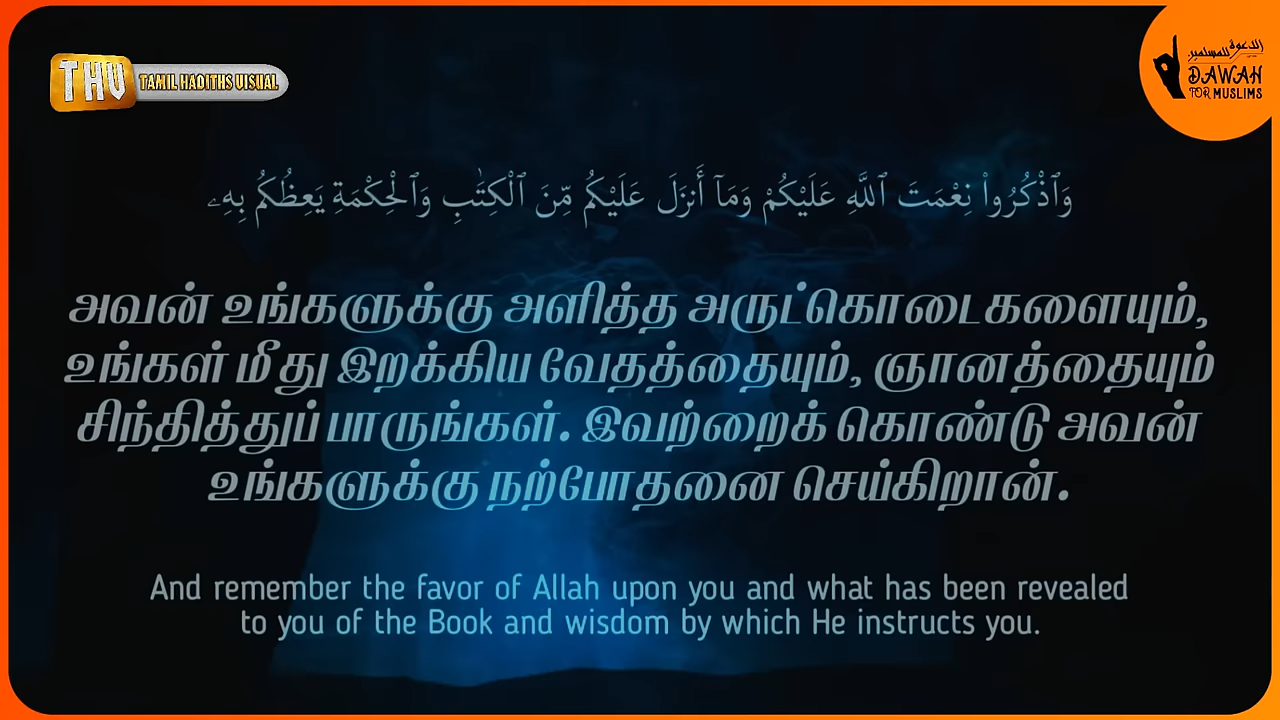 THV
TAMIL HADITHS VISUAL
الدعوة للمسلمين
DAWAH
FOR MUSLIMS
وَٱذْكُرُوا۟ نِعْمَتَ ٱللَّهِ عَلَيْكُمْ وَمَآ أَنزَلَ عَلَيْكُم مِّنَ ٱلْكِتَٰبِ وَٱلْحِكْمَةِ يَعِظُكُم بِهِۦ
அவன் உங்களுக்கு அளித்த அருட்கொடைகளையும்,
உங்கள் மீது இறக்கிய வேதத்தையும், ஞானத்தையும்
சிந்தித்துப் பாருங்கள். இவற்றைக் கொண்டு அவன்
உங்களுக்கு நற்போதனை செய்கிறான்.
And remember the favor of Allah upon you and what has been revealed
to you of the Book and wisdom by which He instructs you.